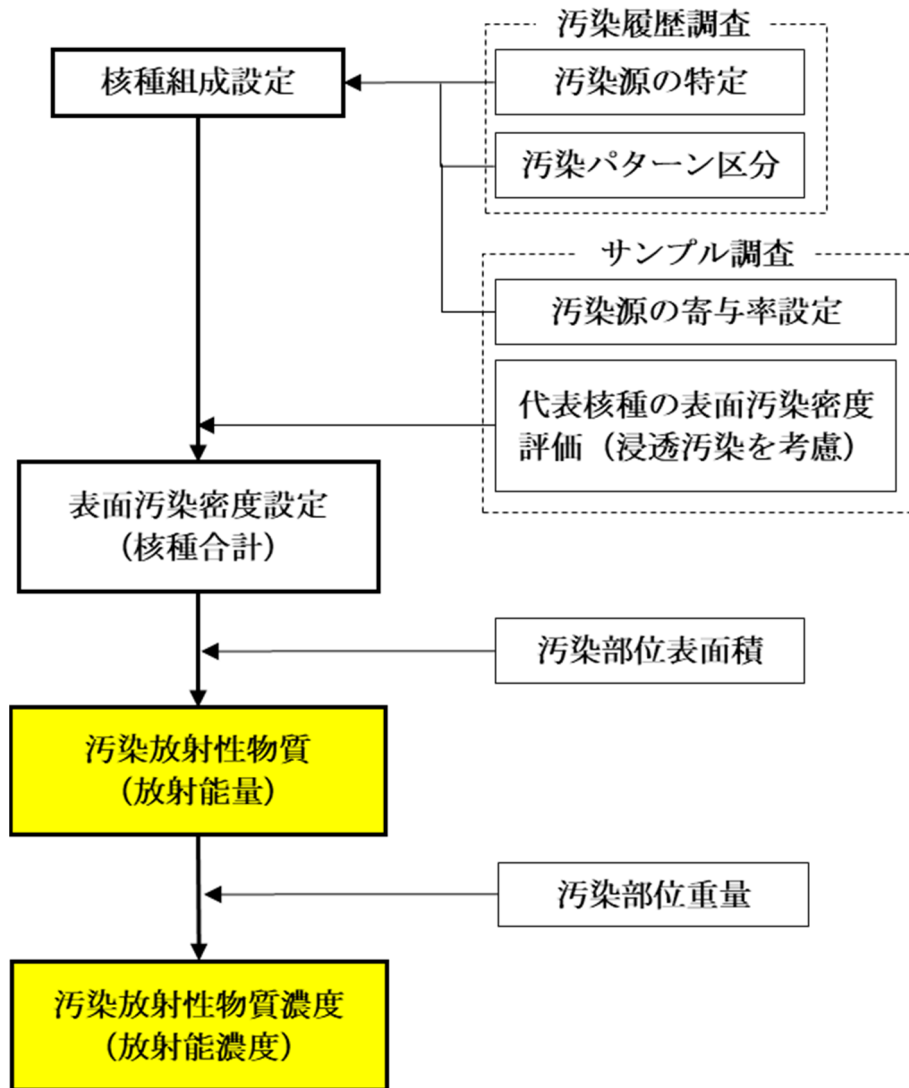 汚染履歴調査
核種組成設定
汚染源の特定
汚染パターン区分
サンプル調査
汚染源の寄与率設定
代表核種の表面汚染密度
評価（浸透汚染を考慮）
表面汚染密度設定
（核種合計）
汚染部位表面積
汚染放射性物質
（放射能量）
汚染部位重量
汚染放射性物質濃度
（放射能濃度）